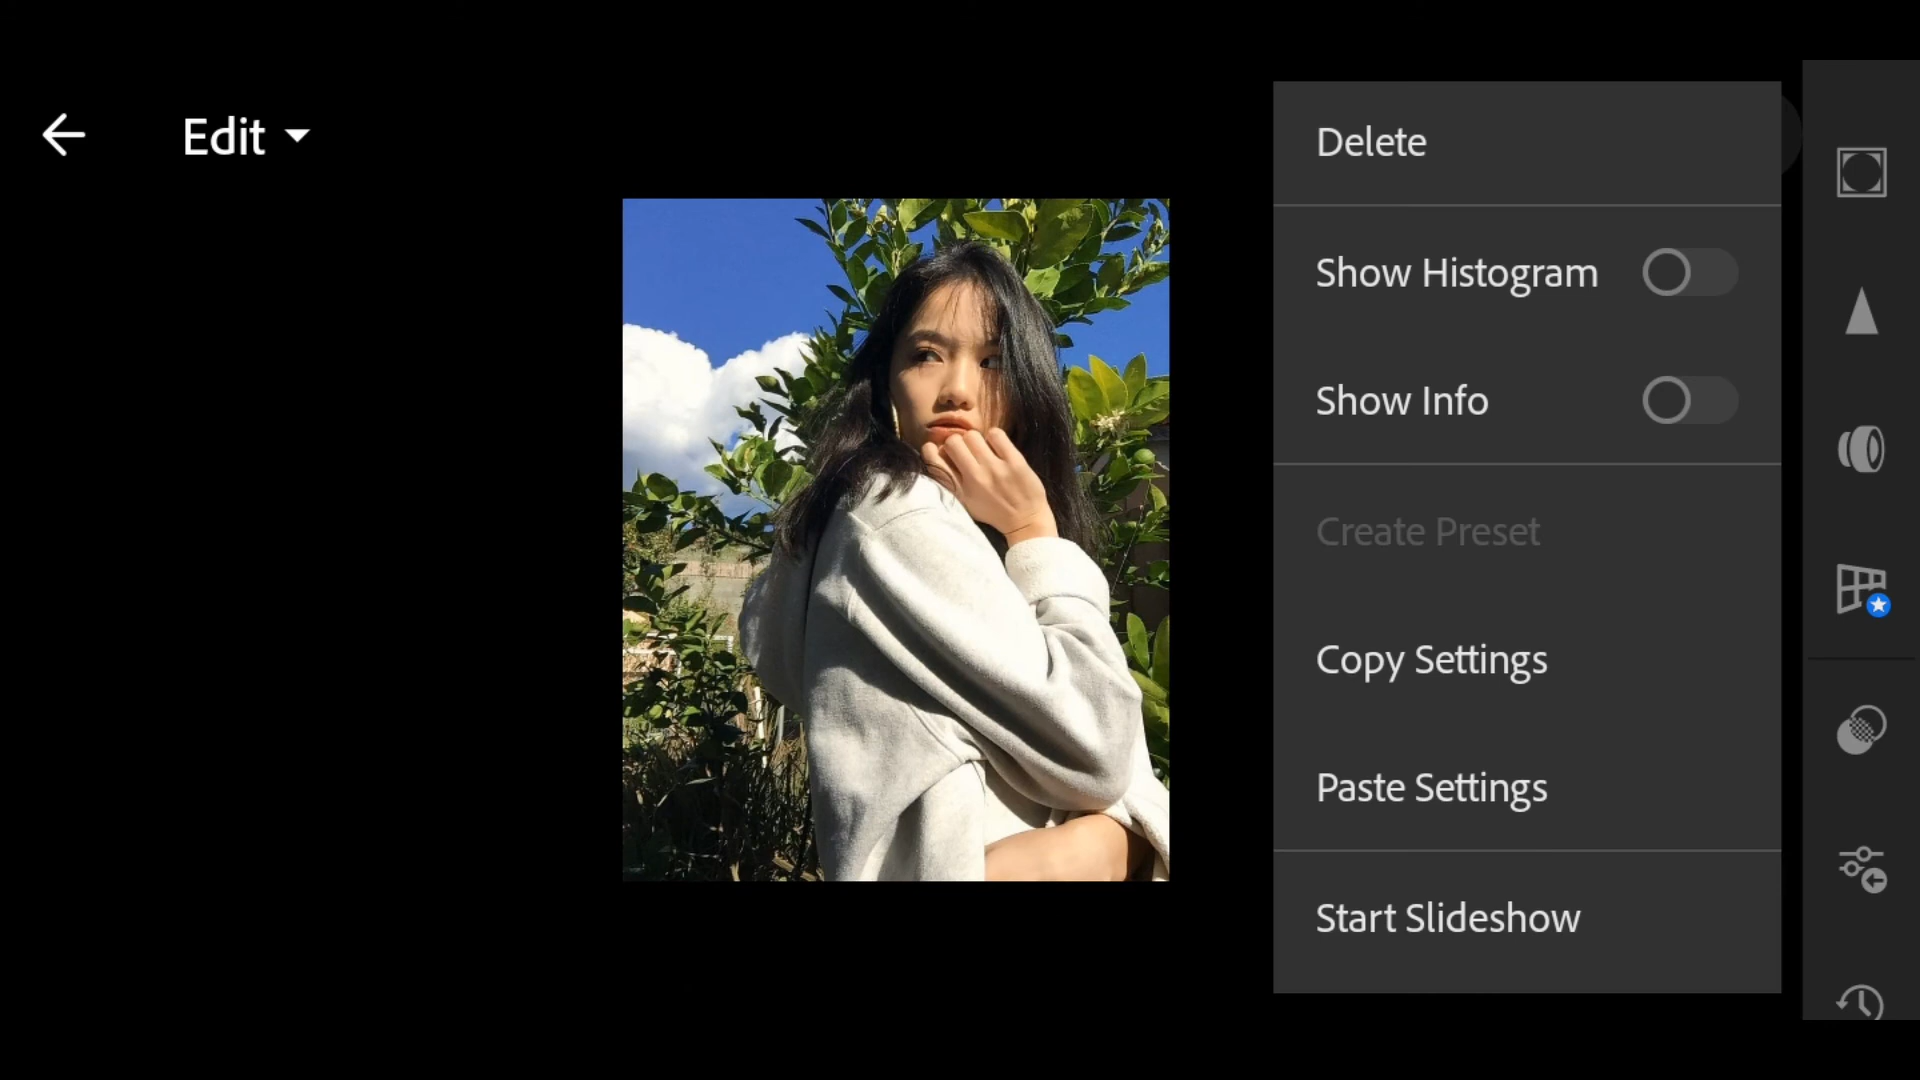 Edit
Delete
Show Histogram
Show Info
Create Preset
Copy Settings
Paste Settings
Start Slideshow